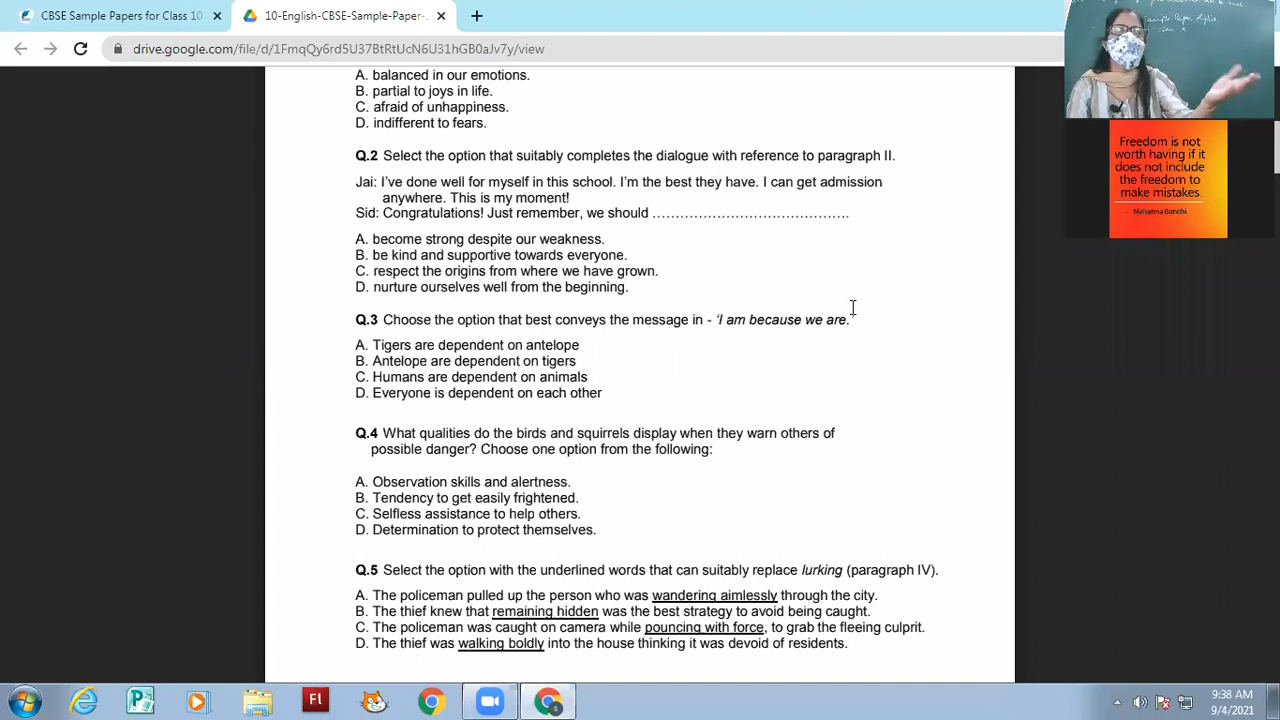 CBSE Sample Papers for Class 10
10-English-CBSE-Sample-Paper-
drive.google.com/file/d/1FmqQy6rd5U37BtRtUcN6U31hGB0aJv7y/view
A. balanced in our emotions.
B. partial to joys in life.
C. afraid of unhappiness.
D. indifferent to fears.
Q.2 Select the option that suitably completes the dialogue with reference to paragraph II.
Jai: I've done well for myself in this school. I'm the best they have. I can get admission
anywhere. This is my moment!
Sid: Congratulations! Just remember, we should …………………………………….
A. become strong despite our weakness.
B. be kind and supportive towards everyone.
C. respect the origins from where we have grown.
D. nurture ourselves well from the beginning.
Q.3 Choose the option that best conveys the message in - ‘I am because we are.’
A. Tigers are dependent on antelope
B. Antelope are dependent on tigers
C. Humans are dependent on animals
D. Everyone is dependent on each other
Q.4 What qualities do the birds and squirrels display when they warn others of
possible danger? Choose one option from the following:
A. Observation skills and alertness.
B. Tendency to get easily frightened.
C. Selfless assistance to help others.
D. Determination to protect themselves.
Q.5 Select the option with the underlined words that can suitably replace lurking (paragraph IV).
A. The policeman pulled up the person who was wandering aimlessly through the city.
B. The thief knew that remaining hidden was the best strategy to avoid being caught.
C. The policeman was caught on camera while pouncing with force, to grab the fleeing culprit.
D. The thief was walking boldly into the house thinking it was devoid of residents.
Sample Paper English
Freedom is not
worth having if it
does not include
the freedom to
make mistakes
- Mahatma Gandhi
Fl
9:38 AM
9/4/2021